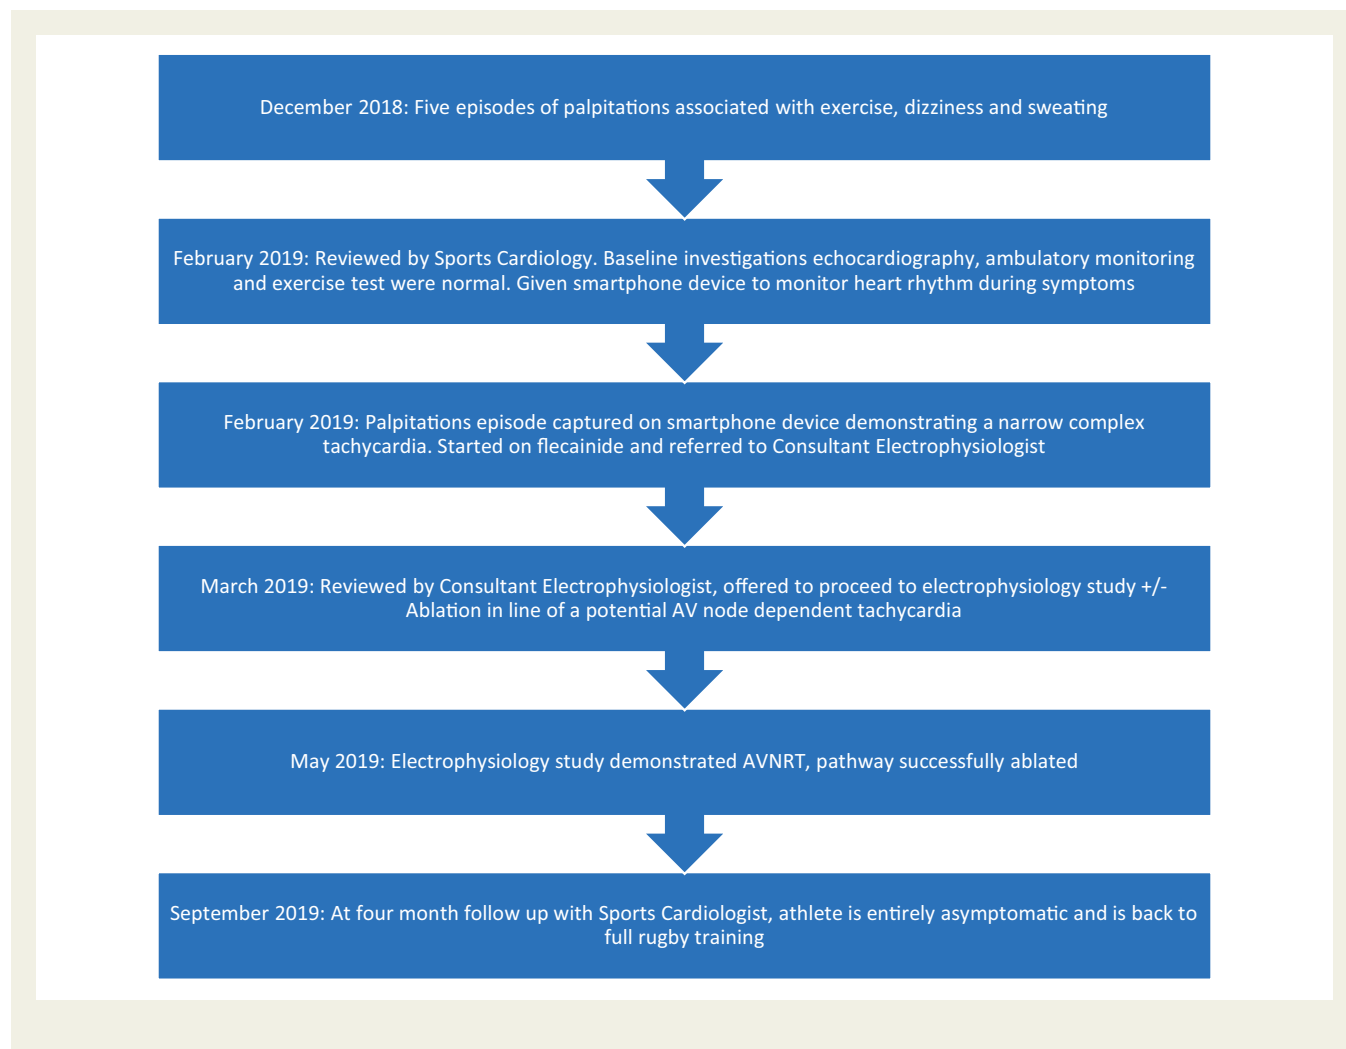 December 2018: Five episodes of palpitations associated with exercise, dizziness and sweating
February 2019: Reviewed by Sports Cardiology. Baseline investigations echocardiography, ambulatory monitoring
and exercise test were normal. Given smartphone device to monitor heart rhythm during symptoms
February 2019: Palpitations episode captured on smartphone device demonstrating a narrow complex
tachycardia. Started on flecainide and referred to Consultant Electrophysiologist
March 2019: Reviewed by Consultant Electrophysiologist, offered to proceed to electrophysiology study +/-
Ablation in line of a potential AV node dependent tachycardia
May 2019: Electrophysiology study demonstrated AVNRT, pathway successfully ablated
September 2019: At four month follow up with Sports Cardiologist, athlete is entirely asymptomatic and is back to
full rugby training